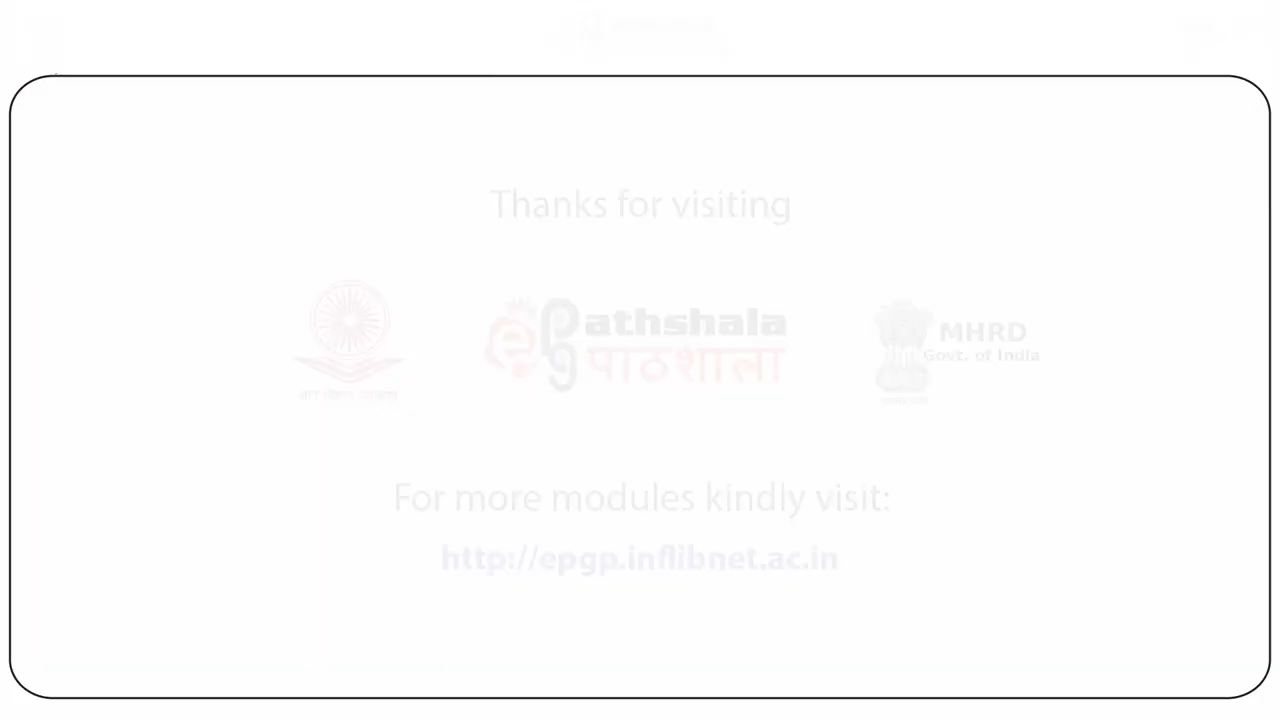 Thanks for visiting
epg athshala
पाठशाला
MHRD
Govt. of India
For more modules kindly visit:
http://epgp.inflibnet.ac.in